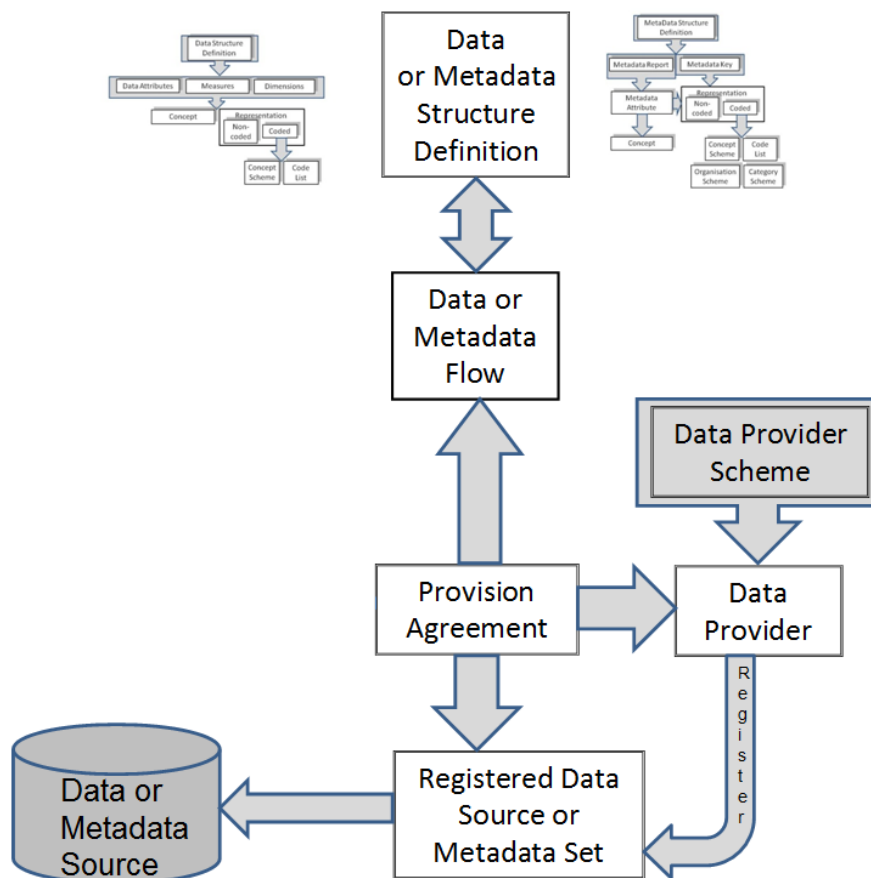 Data Structure
Definition
Data Attributes
Measures
Dimensions
Concept
Representation
Non-
coded
Coded
Concept
Scheme
Code
List
Data
or Metadata
Structure
Definition
MetaData Structure
Definition
Metadata Report
Metadata Key
Metadata
Attribute
Representation
Non-
coded
Coded
Concept
Concept
Scheme
Code
List
Organisation
Scheme
Category
Scheme
Data or
Metadata
Flow
Data Provider
Scheme
Provision
Agreement
Data
Provider
Register
Registered Data
Source or
Metadata Set
Data or
Metadata
Source